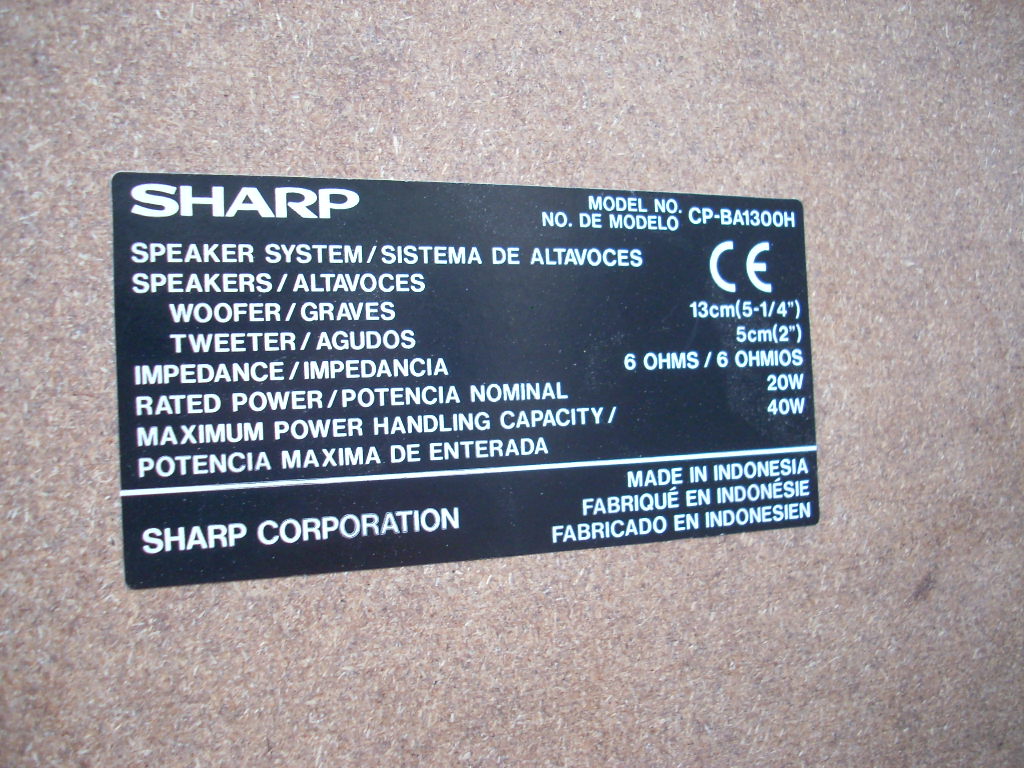 SHARP
MODEL NO.
NO. DE MODELO CP-BA1300H
SPEAKER SYSTEM/SISTEMA DE ALTAVOCES
CE
SPEAKERS/ALTAVOCES
WOOFER/GRAVES 13cm(5-1/4")
TWEETER/AGUDOS 5cm(2")
IMPEDANCE/IMPEDANCIA 6 OHMS / 6 OHMIOS
RATED POWER/POTENCIA NOMINAL 20W
MAXIMUM POWER HANDLING CAPACITY/ 40W
POTENCIA MAXIMA DE ENTERADA
SHARP CORPORATION
MADE IN INDONESIA
FABRIQUÉ EN INDONÉSIE
FABRICADO EN INDONESIEN